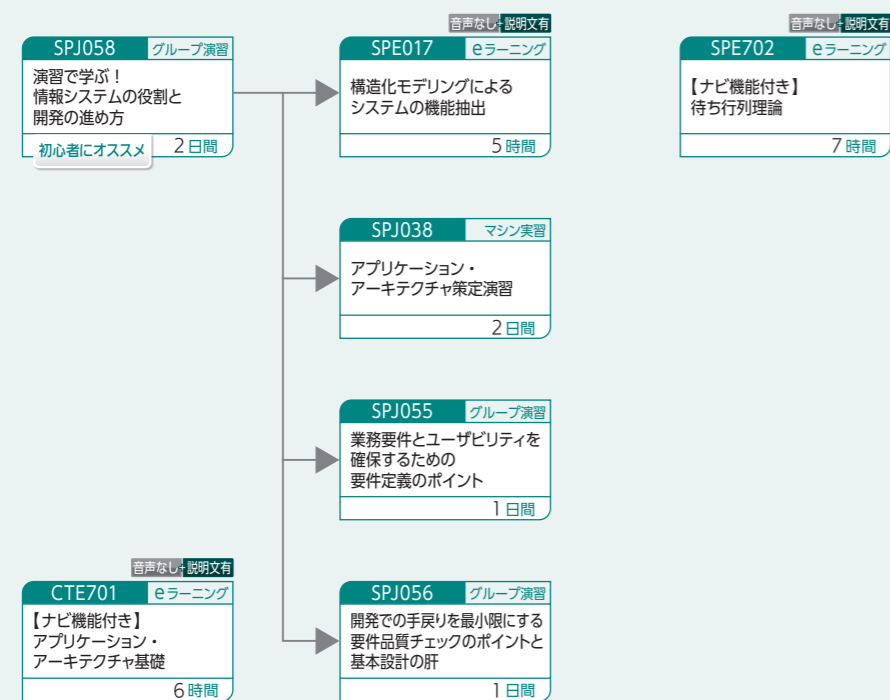 SPJ058 グループ演習
演習で学ぶ！
情報システムの役割と
開発の進め方
初心者にオススメ 2日間
音声なし+説明文有
SPE017 eラーニング
構造化モデリングによる
システムの機能抽出
5時間
音声なし+説明文有
SPE702 eラーニング
【ナビ機能付き】
待ち行列理論
7時間
SPJ038 マシン実習
アプリケーション・
アーキテクチャ策定演習
2日間
SPJ055 グループ演習
業務要件とユーザビリティを
確保するための
要件定義のポイント
1日間
音声なし+説明文有
CTE701 eラーニング
【ナビ機能付き】
アプリケーション・
アーキテクチャ基礎
6時間
SPJ056 グループ演習
開発での手戻りを最小限にする
要件品質チェックのポイントと
基本設計の肝
1日間